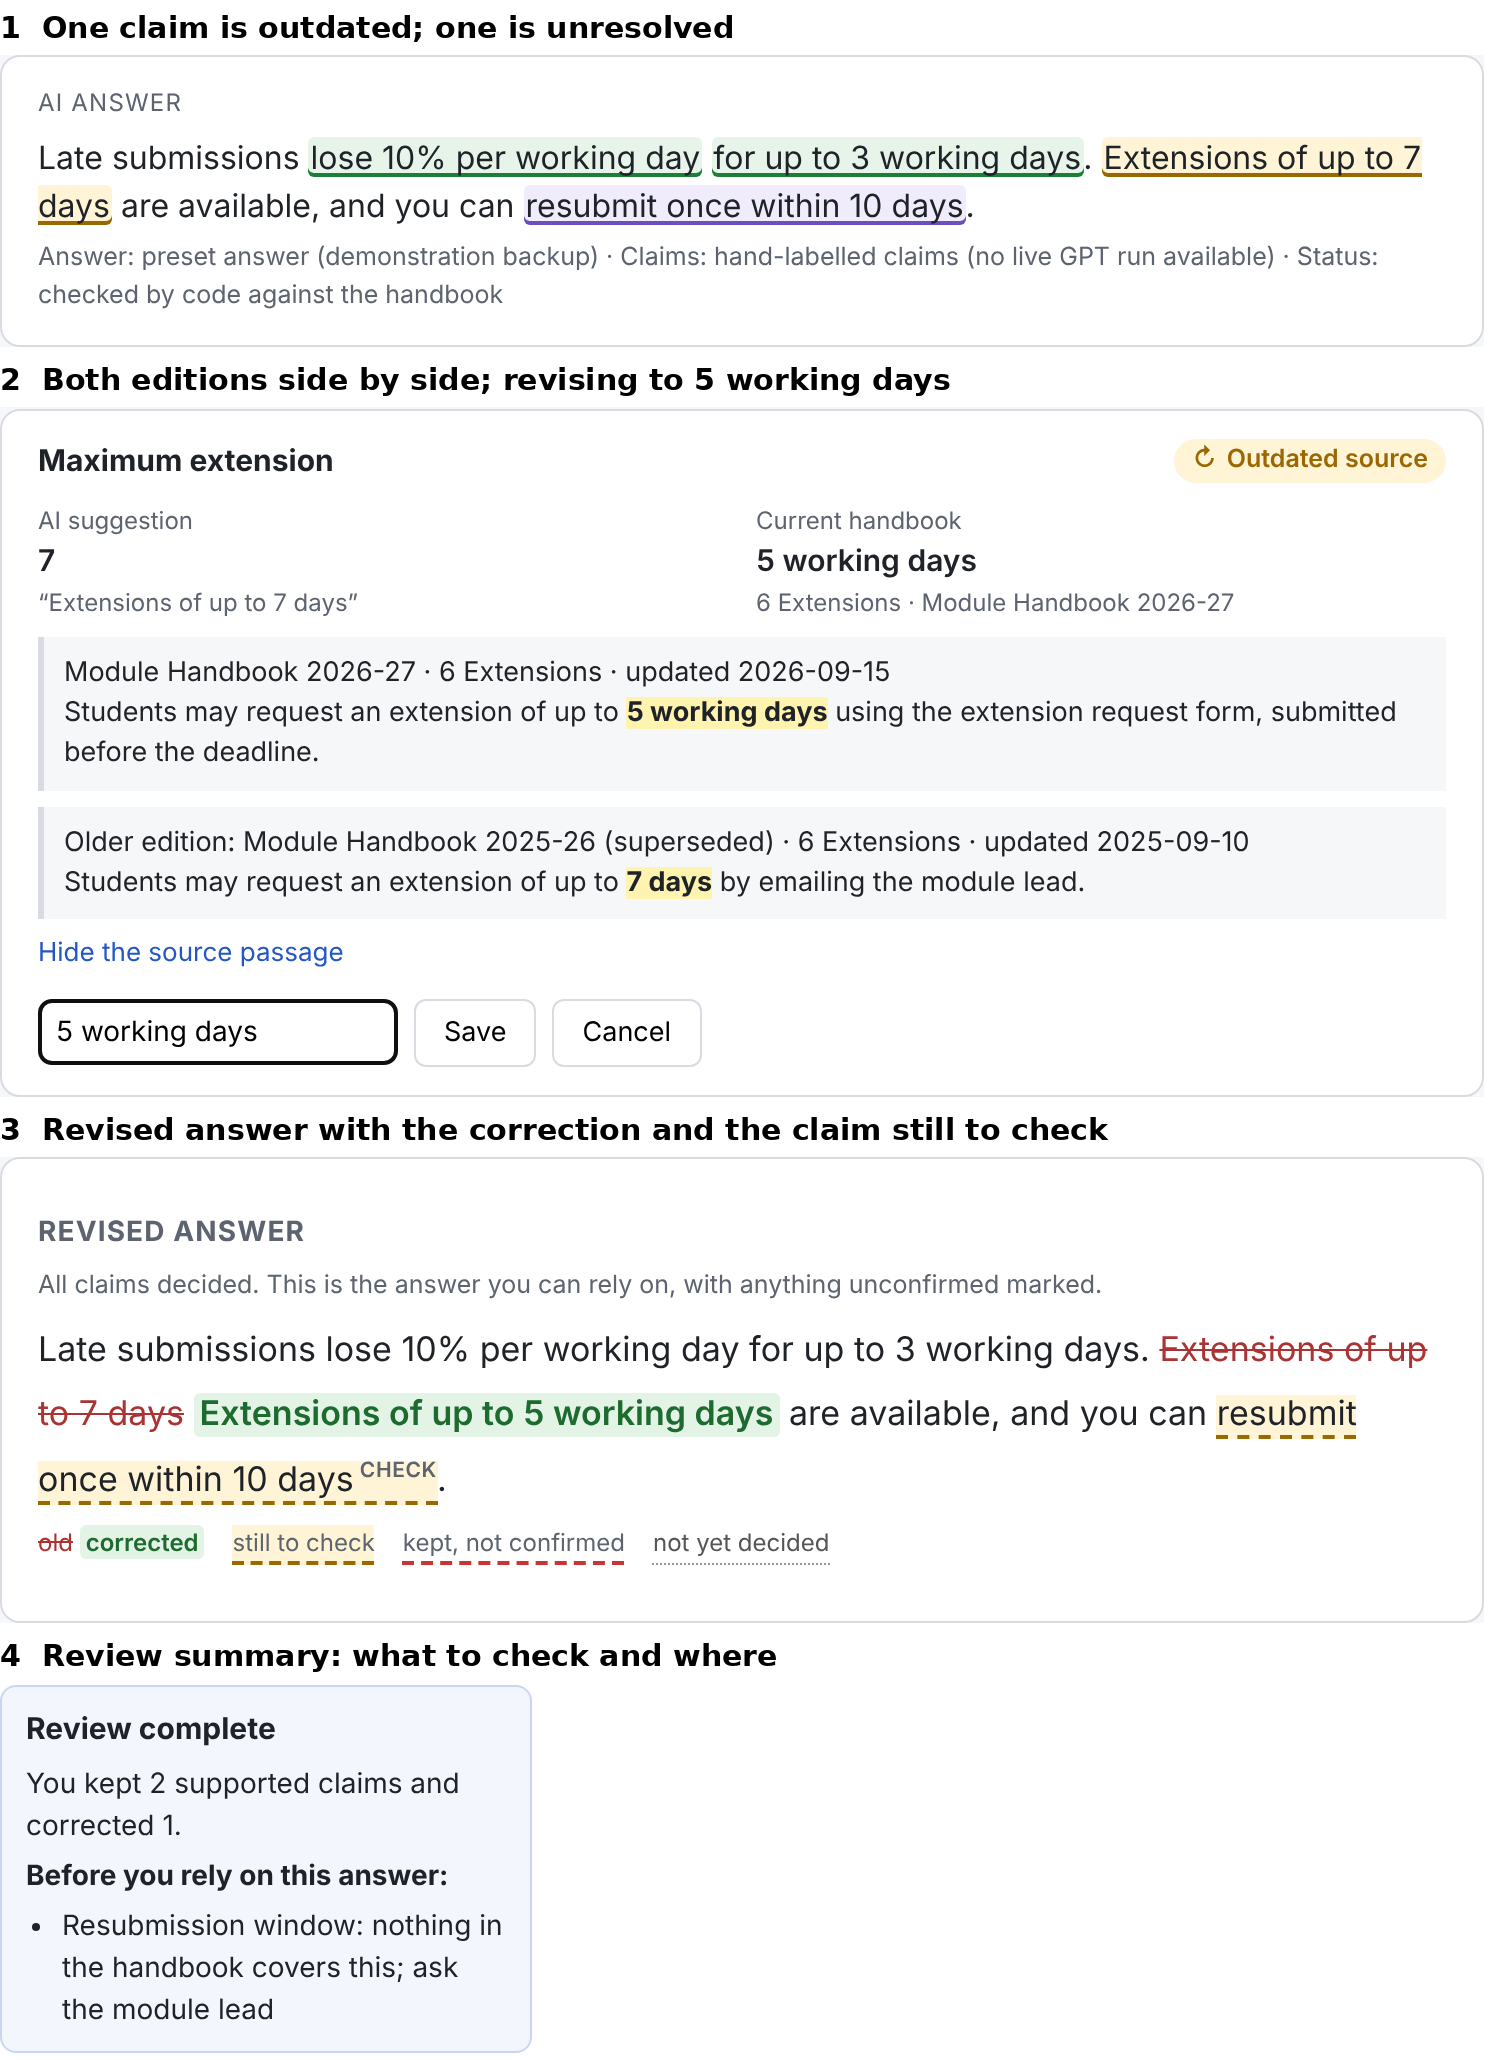 1 One claim is outdated; one is unresolved
AI ANSWER
Late submissions lose 10% per working day for up to 3 working days. Extensions of up to 7
days are available, and you can resubmit once within 10 days.
Answer: preset answer (demonstration backup) · Claims: hand-labelled claims (no live GPT run available) · Status:
checked by code against the handbook
2 Both editions side by side; revising to 5 working days
Maximum extension
↻ Outdated source
AI suggestion
7
“Extensions of up to 7 days”
Current handbook
5 working days
6 Extensions · Module Handbook 2026-27
Module Handbook 2026-27 · 6 Extensions · updated 2026-09-15
Students may request an extension of up to 5 working days using the extension request form, submitted
before the deadline.
Older edition: Module Handbook 2025-26 (superseded) · 6 Extensions · updated 2025-09-10
Students may request an extension of up to 7 days by emailing the module lead.
Hide the source passage
5 working days
Save
Cancel
3 Revised answer with the correction and the claim still to check
REVISED ANSWER
All claims decided. This is the answer you can rely on, with anything unconfirmed marked.
Late submissions lose 10% per working day for up to 3 working days. Extensions of up
to 7 days Extensions of up to 5 working days are available, and you can resubmit
once within 10 days CHECK.
old corrected still to check kept, not confirmed not yet decided
4 Review summary: what to check and where
Review complete
You kept 2 supported claims and
corrected 1.
Before you rely on this answer:
• Resubmission window: nothing in
the handbook covers this; ask
the module lead